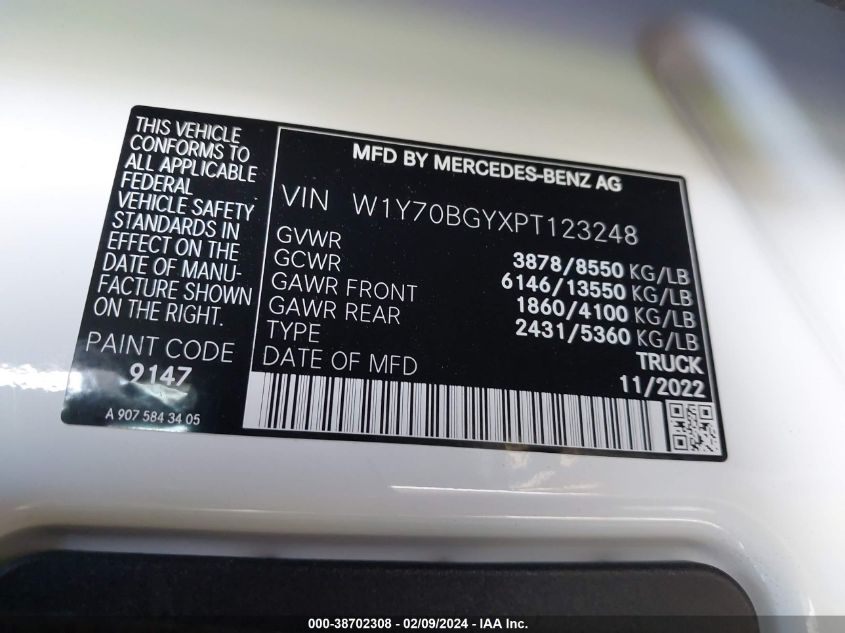 THIS VEHICLE
CONFORMS TO
ALL APPLICABLE
FEDERAL
VEHICLE SAFETY
STANDARDS IN
EFFECT ON THE
DATE OF MANU-
FACTURE SHOWN
ON THE RIGHT.
PAINT CODE
9147
A 907 584 34 05
MFD BY MERCEDES-BENZ AG
VIN W1Y70BGYXPT123248
GVWR 3878/8550 KG/LB
GCWR 6146/13550 KG/LB
GAWR FRONT 1860/4100 KG/LB
GAWR REAR 2431/5360 KG/LB
TYPE TRUCK
DATE OF MFD 11/2022
000-38702308 - 02/09/2024 - IAA Inc.